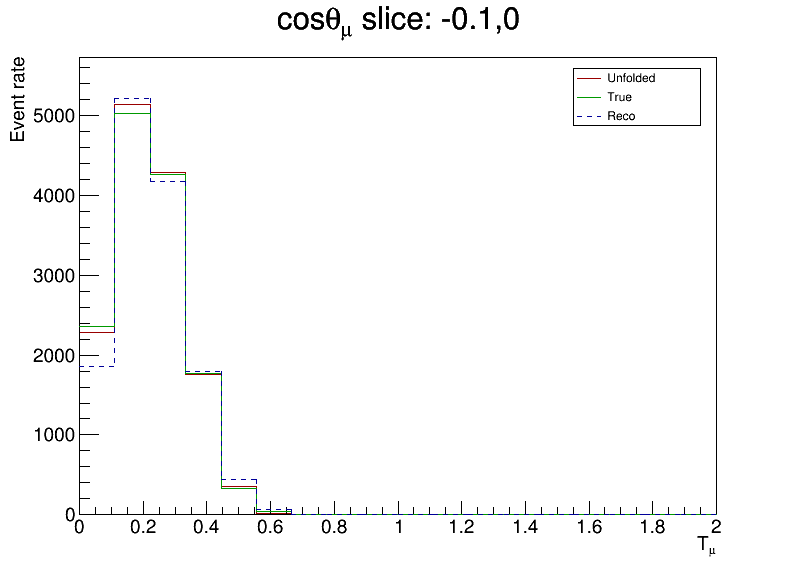 cosθμ slice: -0.1,0
Event rate
Unfolded
True
Reco
5000
4000
3000
2000
1000
0
0 0.2 0.4 0.6 0.8 1 1.2 1.4 1.6 1.8 2
Tμ